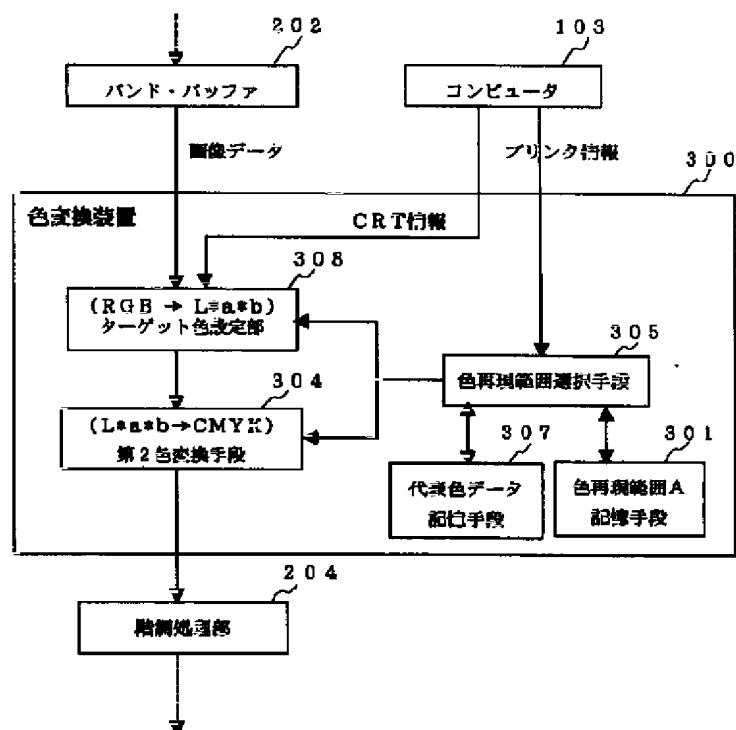 202
バンド・バッファ
103
コンピュータ
画像データ
プリンタ情報
300
色変換装置
CRT情報
308
(RGB → L*a*b)
ターゲット色設定部
305
色再現範囲選択手段
304
(L*a*b→CMYK)
第2色変換手段
307
代表色データ
記憶手段
301
色再現範囲A
記憶手段
204
階調処理部